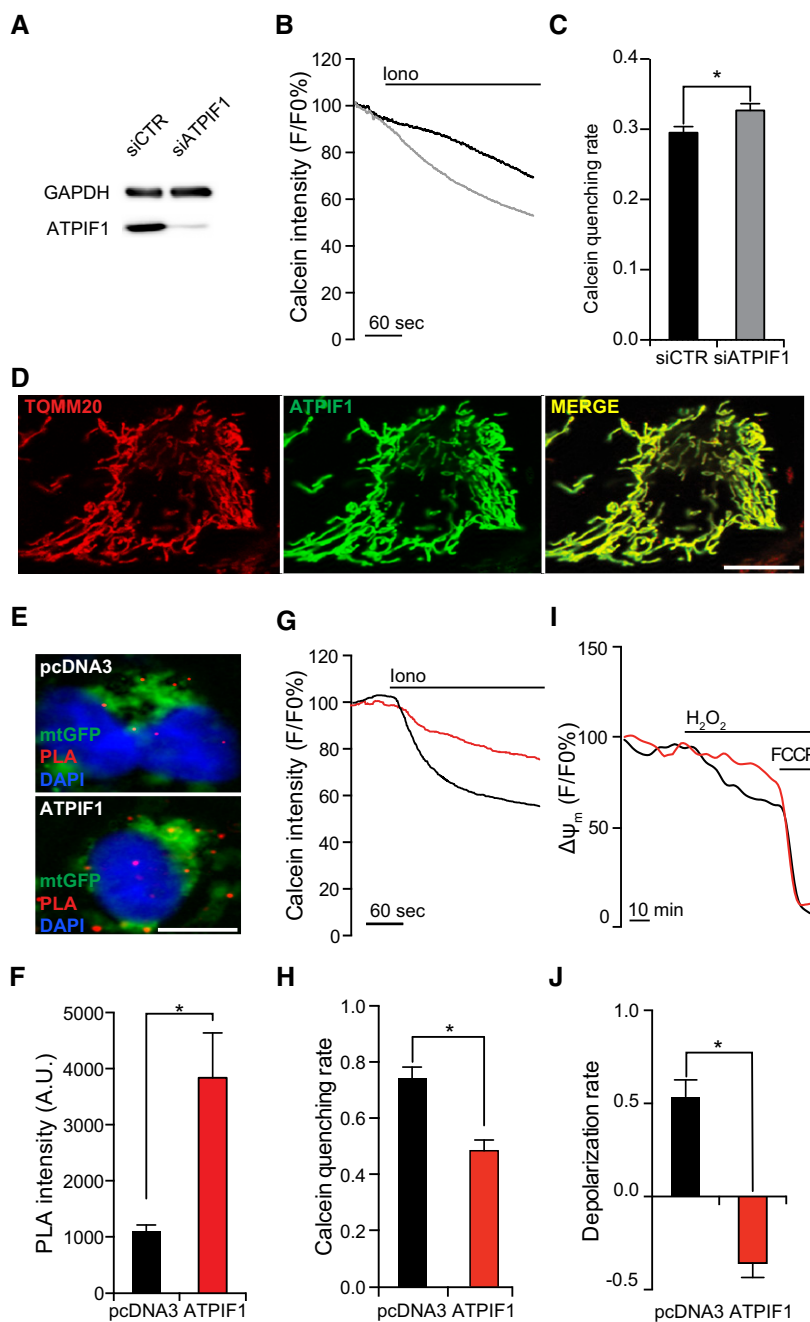 A
siCTR
siATPIF1
GAPDH
ATPIF1
B
Iono
120
100
80
60
40
20
0
Calcein intensity (F/F0%)
60 sec
C
*
0.4
0.3
0.3
0.1
0.0
Calcein quenching rate
siCTR siATPIF1
D
TOMM20
ATPIF1
MERGE
E
pcDNA3
mtGFP
PLA
DAPI
ATPIF1
mtGFP
PLA
DAPI
G
Iono
120
100
80
60
40
20
0
Calcein intensity (F/F0%)
60 sec
I
150
100
50
0
H₂O₂
FCCP
Δψm (F/F0%)
10 min
F
*
5000
4000
3000
2000
1000
0
PLA intensity (A.U.)
pcDNA3 ATPIF1
H
*
1.0
0.8
0.6
0.4
0.2
0.0
Calcein quenching rate
pcDNA3 ATPIF1
J
*
1.0
0.5
0.0
-0.5
Depolarization rate
pcDNA3 ATPIF1